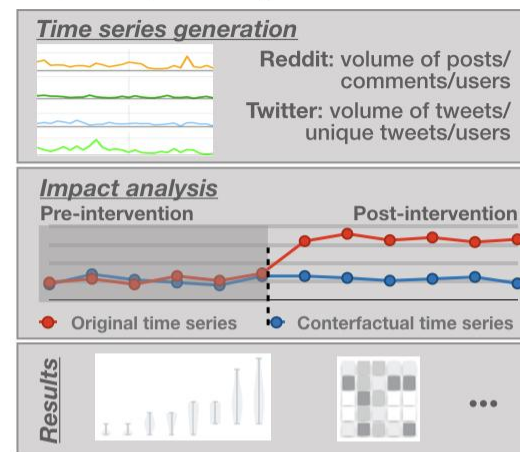 Time series generation
Reddit: volume of posts/
comments/users
Twitter: volume of tweets/
unique tweets/users
Impact analysis
Pre-intervention Post-intervention
Original time series Conterfactual time series
Results
...